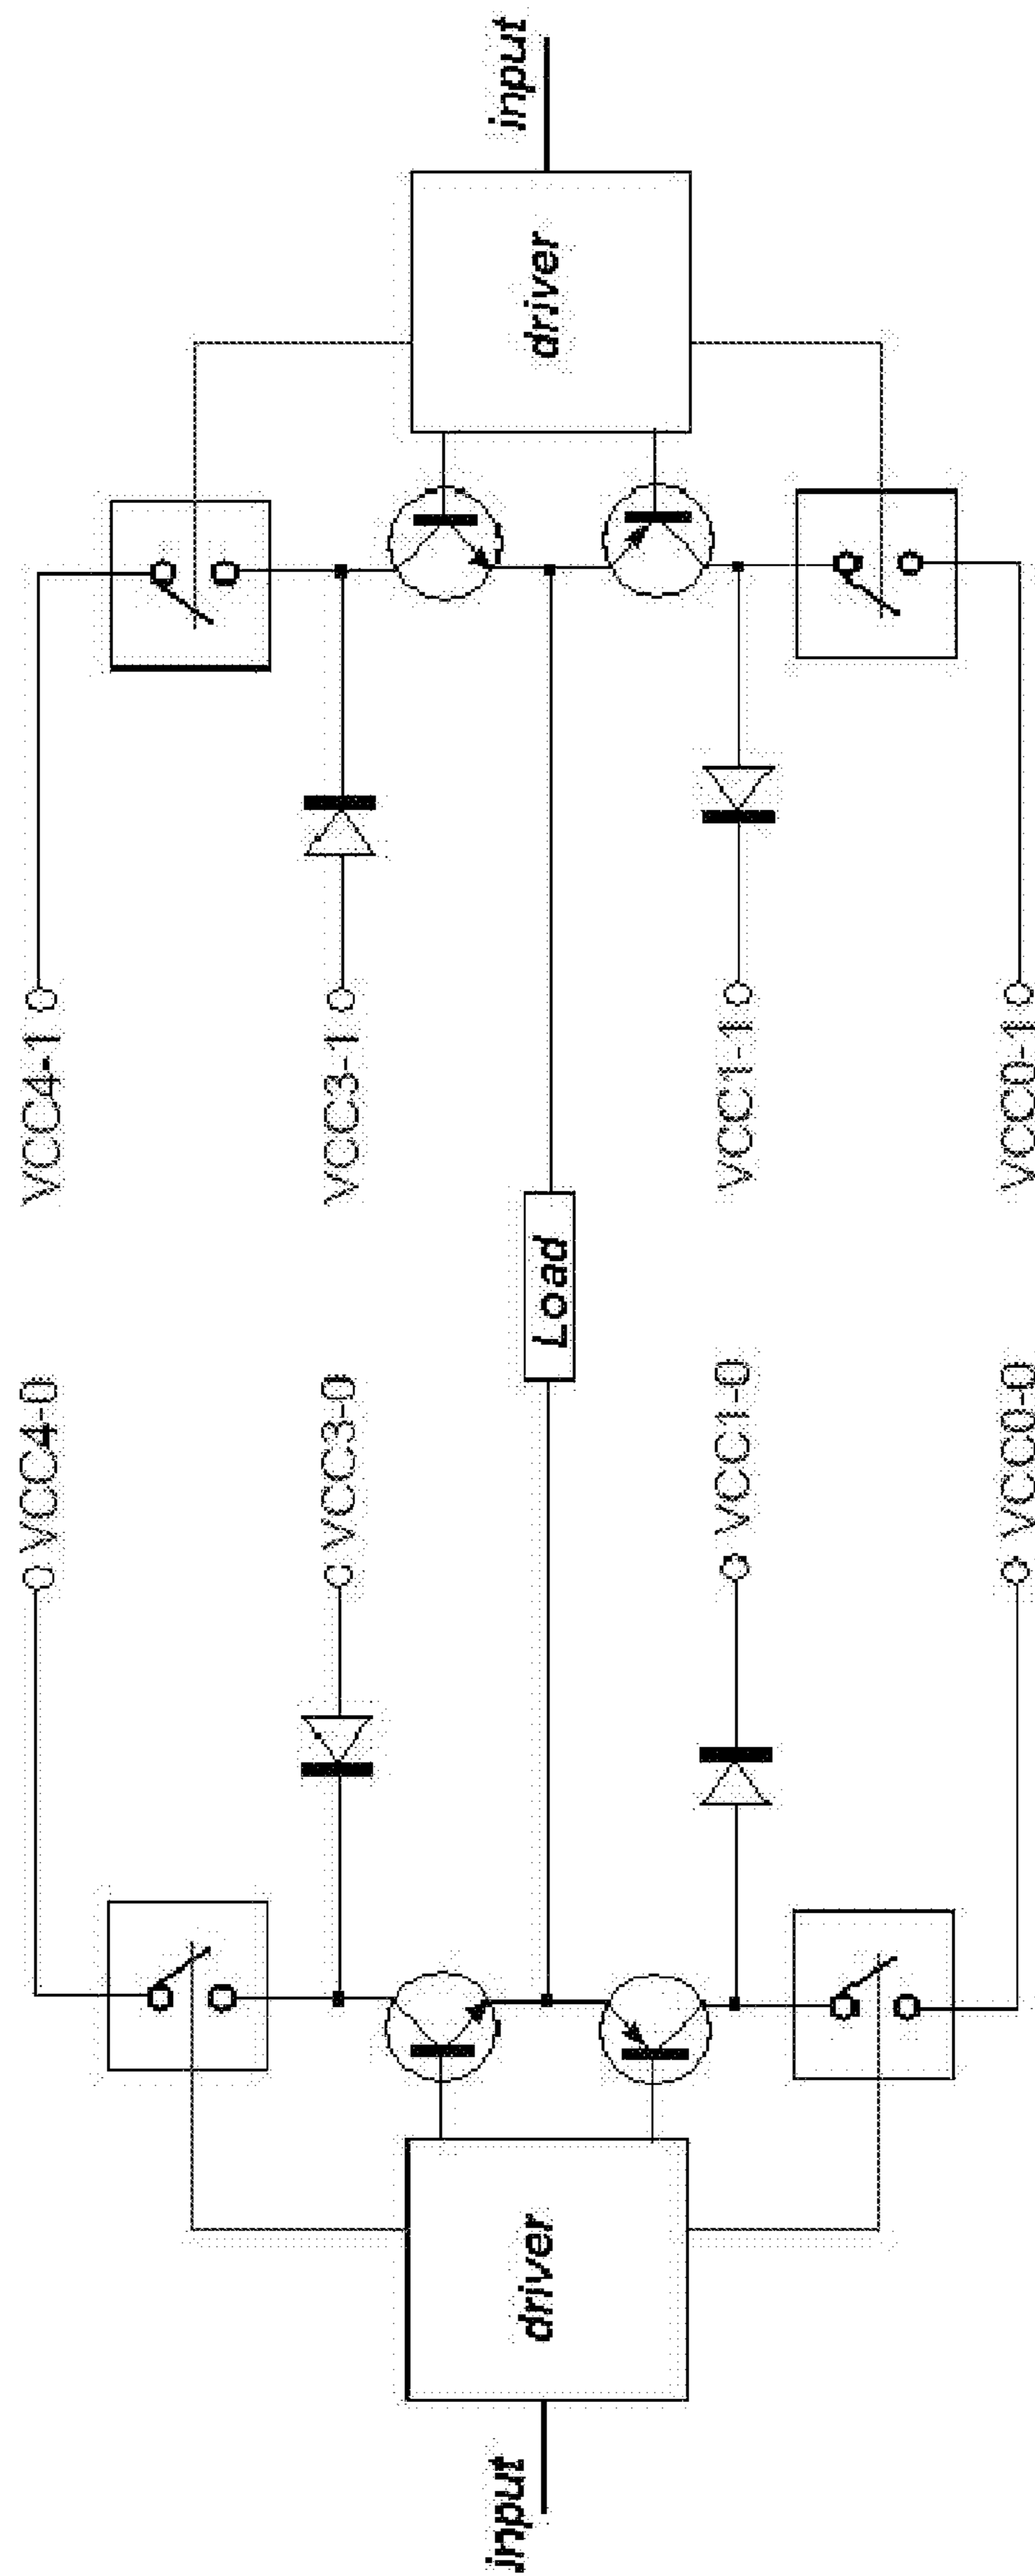 VCC4-0
VCC4-1
VCC3-0
VCC3-1
input
driver
Load
driver
input
VCC1-0
VCC1-1
VCC0-0
VCC0-1